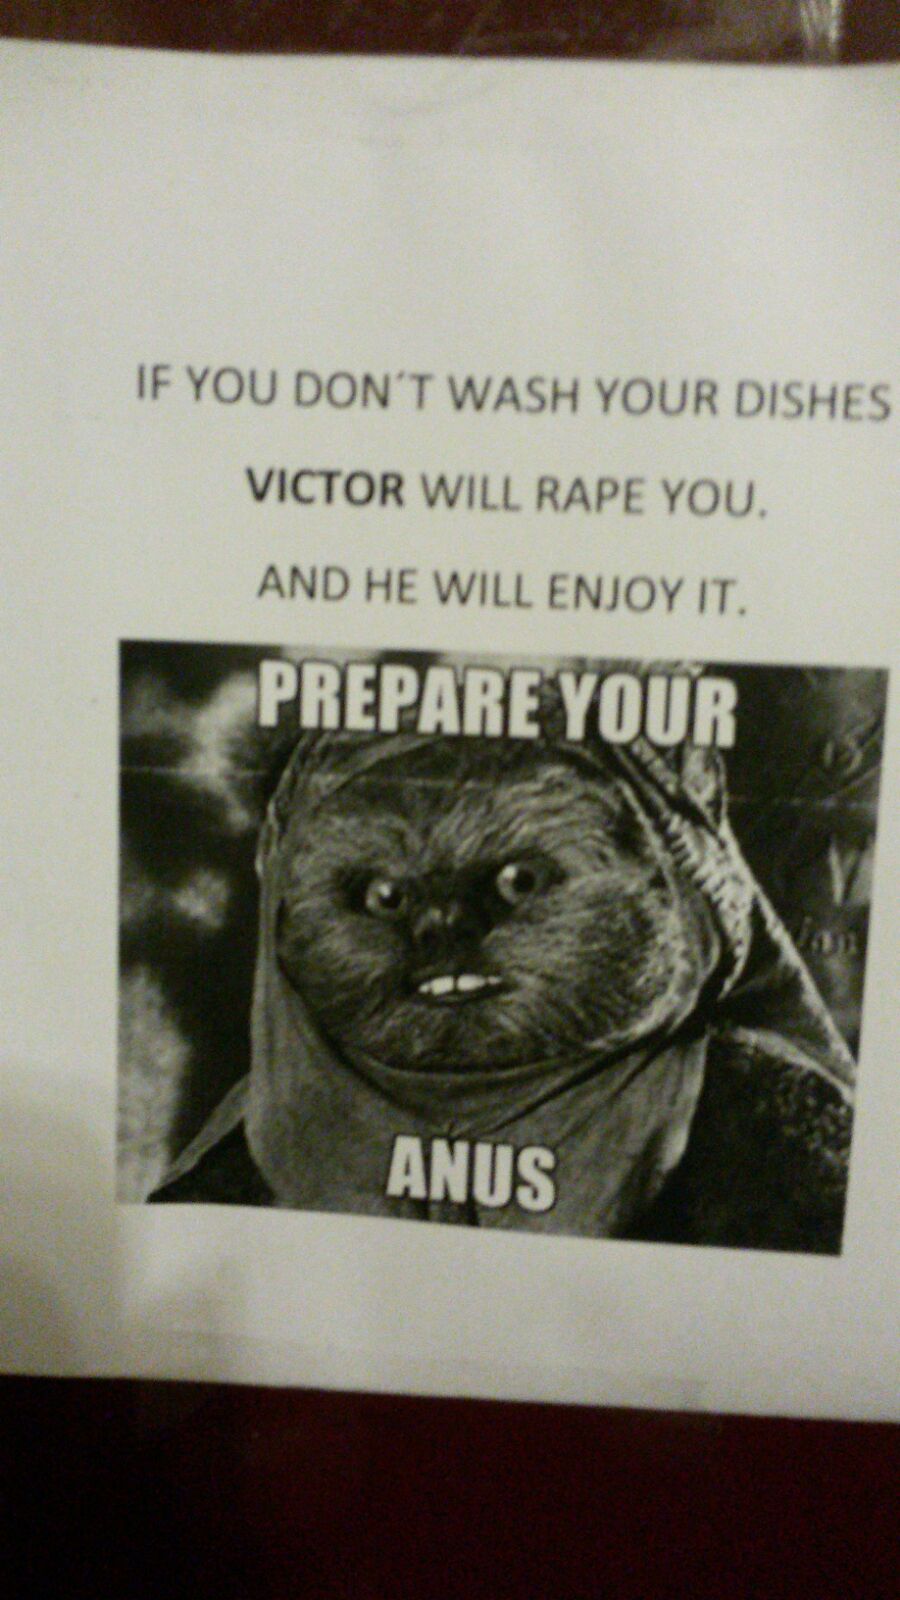 IF YOU DON´T WASH YOUR DISHES
VICTOR WILL RAPE YOU.
AND HE WILL ENJOY IT.
PREPARE YOUR
ANUS